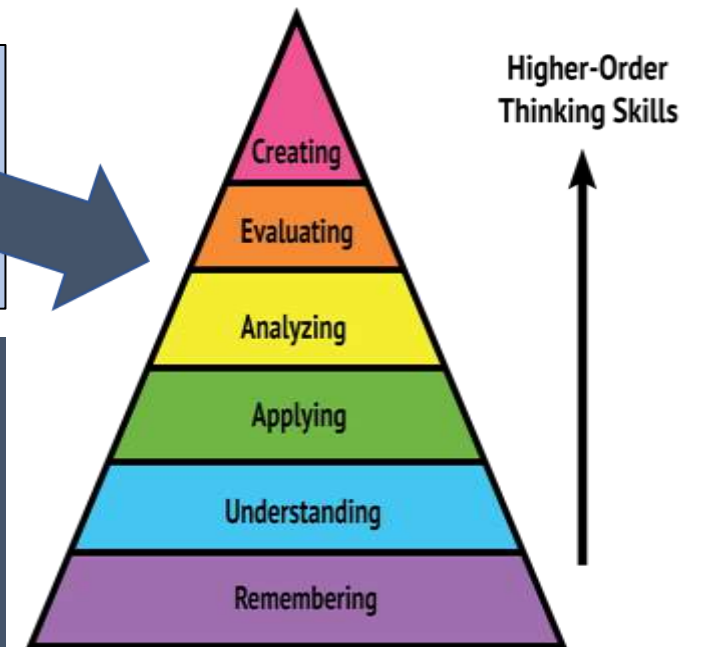 Higher-Order
Thinking Skills
Creating
Evaluating
Analyzing
Applying
Understanding
Remembering